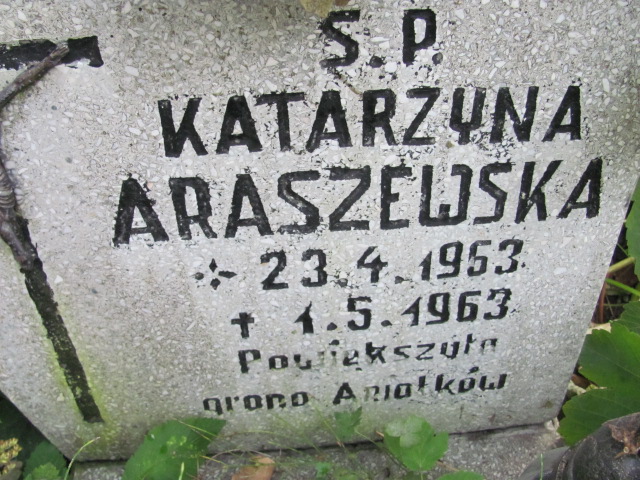 S.P.
KATARZYNA
ARASZEWSKA
23.4.1963
† 1.5.1963
Powiększyła
grono Aniołków